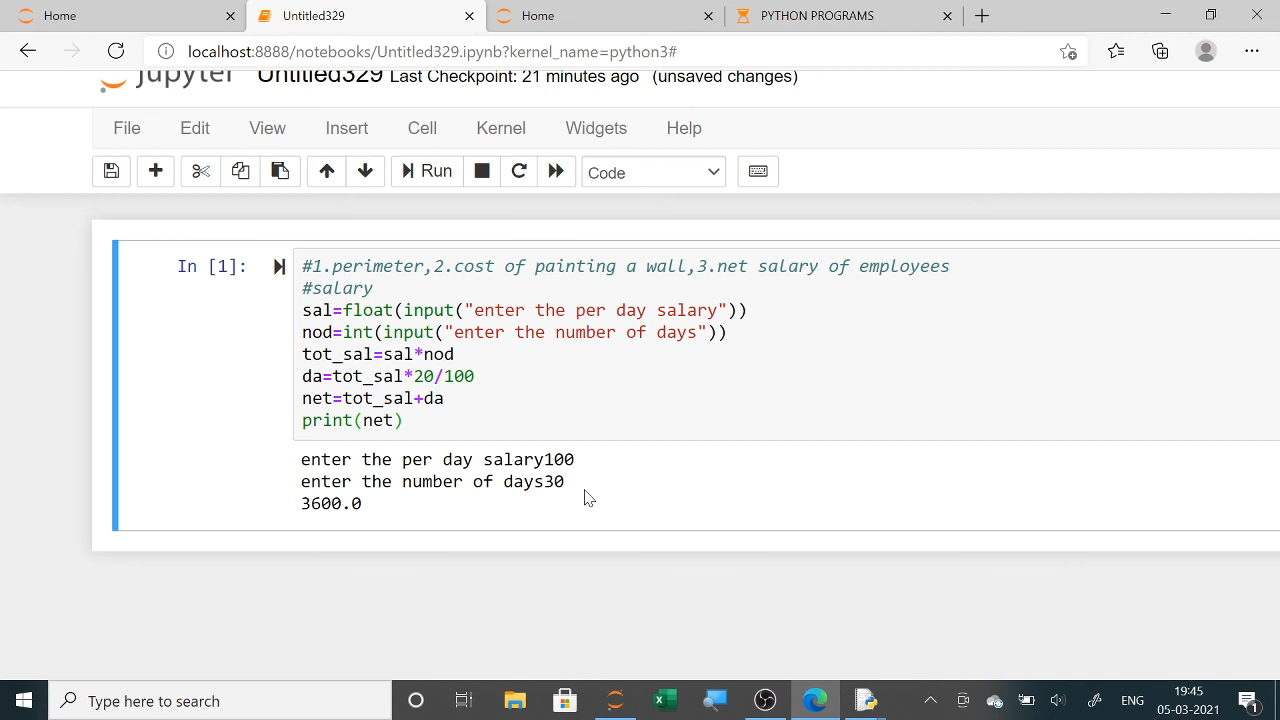 Home
Untitled329
Home
PYTHON PROGRAMS
localhost:8888/notebooks/Untitled329.ipynb?kernel_name=python3#
jupyter Untitled329 Last Checkpoint: 21 minutes ago (unsaved changes)
File Edit View Insert Cell Kernel Widgets Help
Run
Code
In [1]:
#1.perimeter,2.cost of painting a wall,3.net salary of employees
#salary
sal=float(input("enter the per day salary"))
nod=int(input("enter the number of days"))
tot_sal=sal*nod
da=tot_sal*20/100
net=tot_sal+da
print(net)
enter the per day salary100
enter the number of days30
3600.0
Type here to search
ENG
19:45
05-03-2021
1